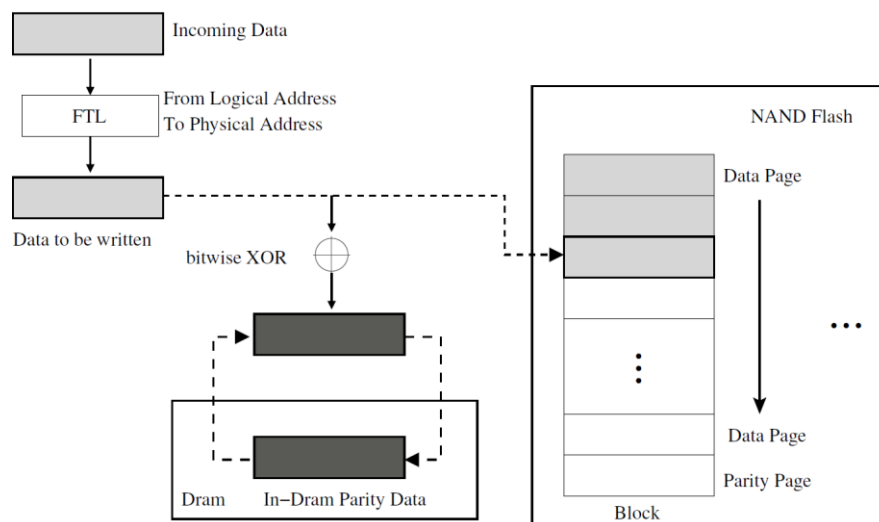 Incoming Data
FTL
From Logical Address
To Physical Address
Data to be written
bitwise XOR
Dram
In-Dram Parity Data
NAND Flash
Data Page
Data Page
Parity Page
Block
...